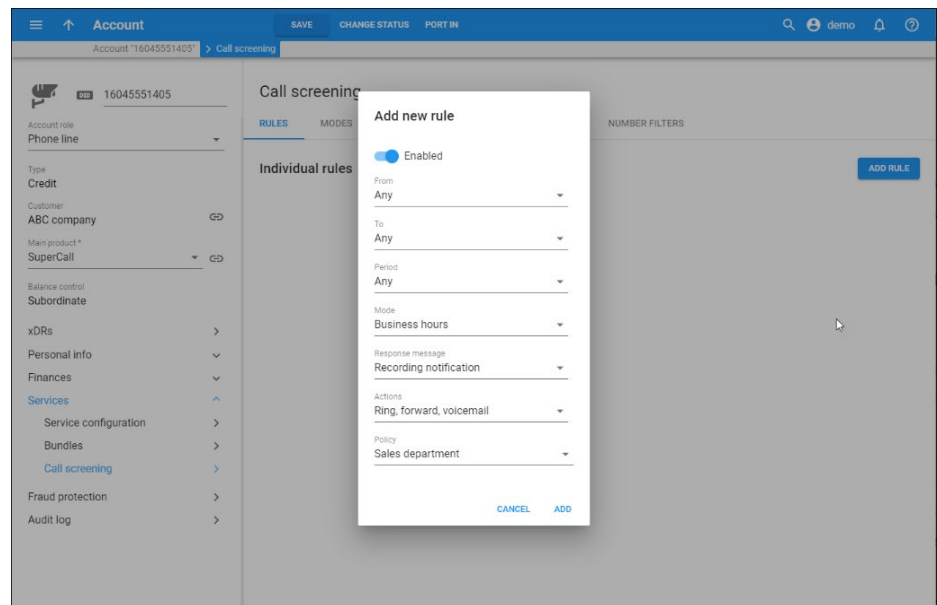 Account
SAVE
CHANGE STATUS
PORT IN
demo
Account "16045551405"
Call screening
DID
16045551405
Account role
Phone line
Type
Credit
Customer
ABC company
Main product *
SuperCall
Balance control
Subordinate
xDRs
Personal info
Finances
Services
Service configuration
Bundles
Call screening
Fraud protection
Audit log
Call screening
RULES
MODES
NUMBER FILTERS
Individual rules
ADD RULE
Add new rule
Enabled
From
Any
To
Any
Period
Any
Mode
Business hours
Response message
Recording notification
Actions
Ring, forward, voicemail
Policy
Sales department
CANCEL
ADD